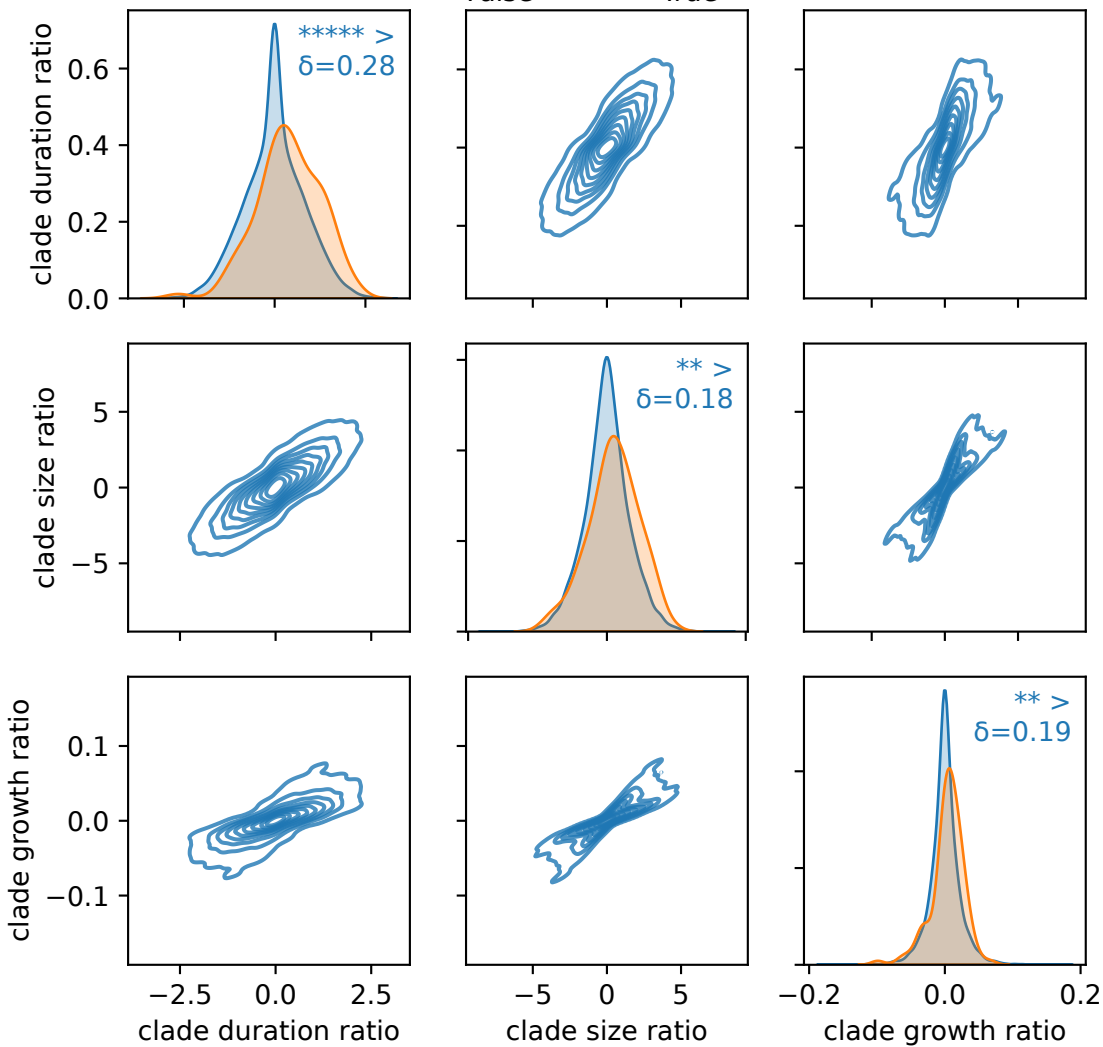 ***** >
δ=0.28
clade duration ratio
0.6
0.4
0.2
0.0
** >
δ=0.18
clade size ratio
5
0
−5
** >
δ=0.19
clade growth ratio
0.1
0.0
−0.1
−2.5 0.0 2.5 −5 0 5 −0.2 0.0 0.2
clade duration ratio clade size ratio clade growth ratio